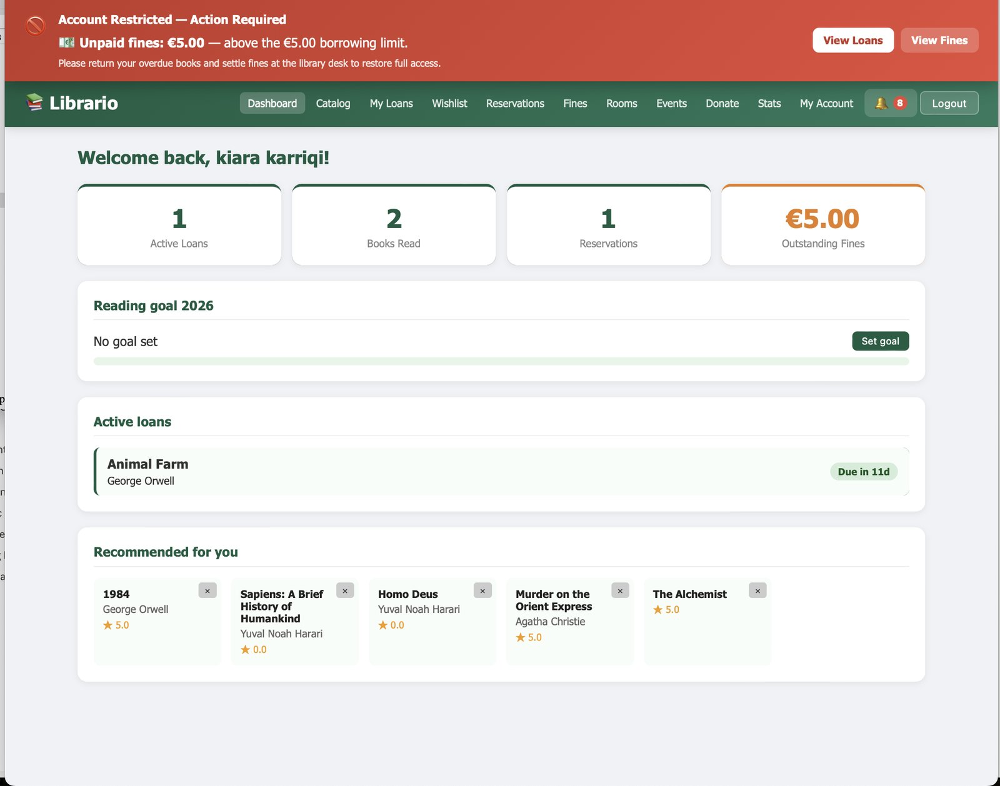 Account Restricted — Action Required
Unpaid fines: €5.00 — above the €5.00 borrowing limit.
Please return your overdue books and settle fines at the library desk to restore full access.
View Loans
View Fines
Librario
Dashboard
Catalog
My Loans
Wishlist
Reservations
Fines
Rooms
Events
Donate
Stats
My Account
8
Logout
Welcome back, kiara karriqi!
1
Active Loans
2
Books Read
1
Reservations
€5.00
Outstanding Fines
Reading goal 2026
No goal set
Set goal
Active loans
Animal Farm
George Orwell
Due in 11d
Recommended for you
1984
George Orwell
★ 5.0
×
Sapiens: A Brief
History of
Humankind
Yuval Noah Harari
★ 0.0
×
Homo Deus
Yuval Noah Harari
★ 0.0
×
Murder on the
Orient Express
Agatha Christie
★ 5.0
×
The Alchemist
★ 5.0
×